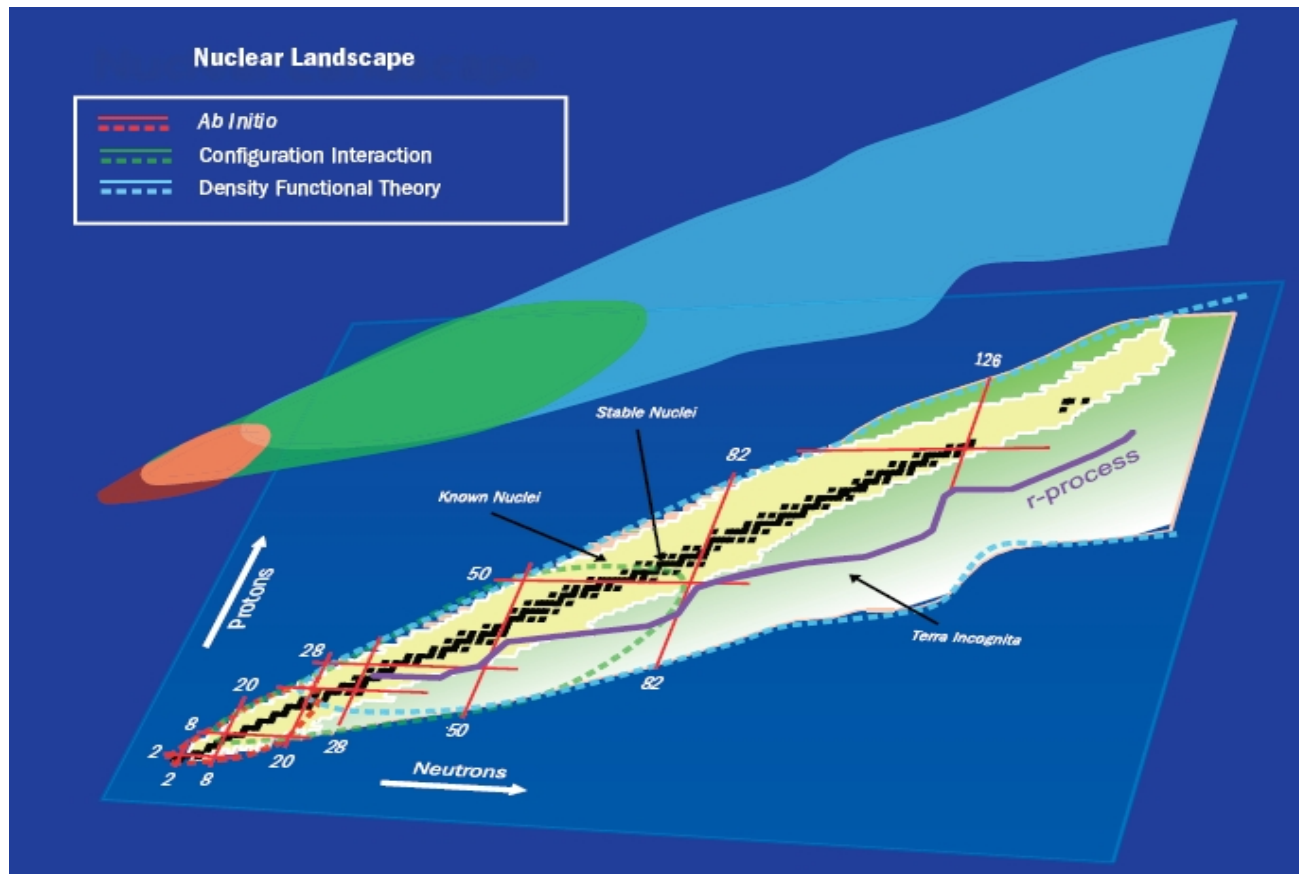 Nuclear Landscape
Ab Initio
Configuration Interaction
Density Functional Theory
126
Stable Nuclei
82
Known Nuclei
r-process
50
Protons
Terra Incognita
28
82
20
50
8
28
2
20
2
8
Neutrons